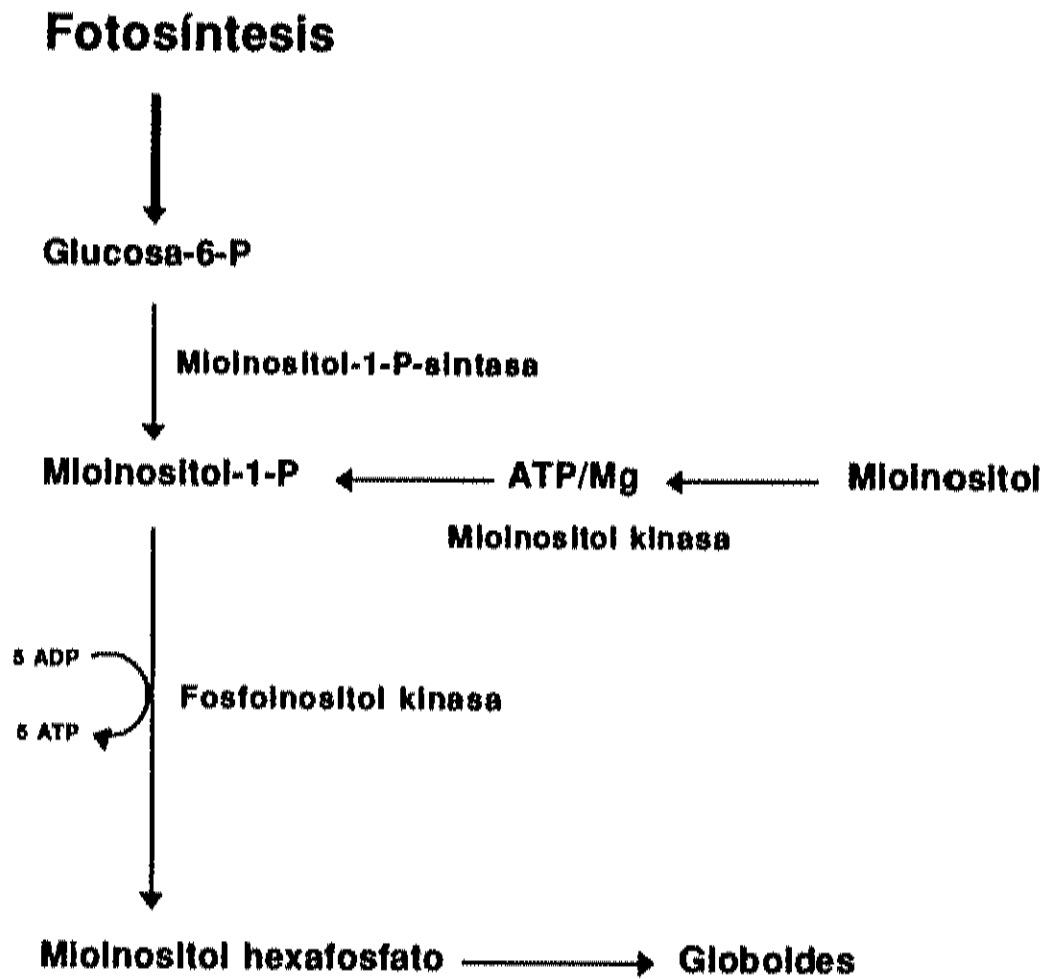 Fotosíntesis
Glucosa-6-P
Mioinositol-1-P-sintasa
Mioinositol-1-P
ATP/Mg
Mioinositol
Mioinositol kinasa
5 ADP
Fosfoinositol kinasa
5 ATP
Mioinositol hexafosfato
Globoides